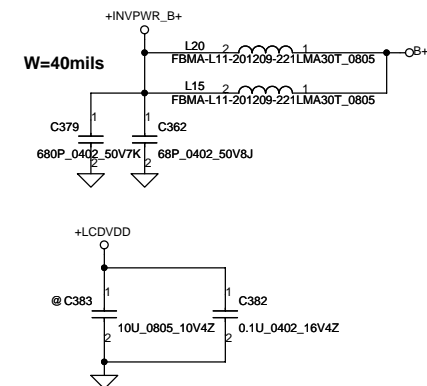 +INVPWR_B+
W=40mils
L20
2 1
FBMA-L11-201209-221LMA30T_0805
B+
L15
2 1
FBMA-L11-201209-221LMA30T_0805
1 1
C379 C362
2 2
680P_0402_50V7K 68P_0402_50V8J
+LCDVDD
1 1
@ C383 C382
10U_0805_10V4Z 0.1U_0402_16V4Z
2 2